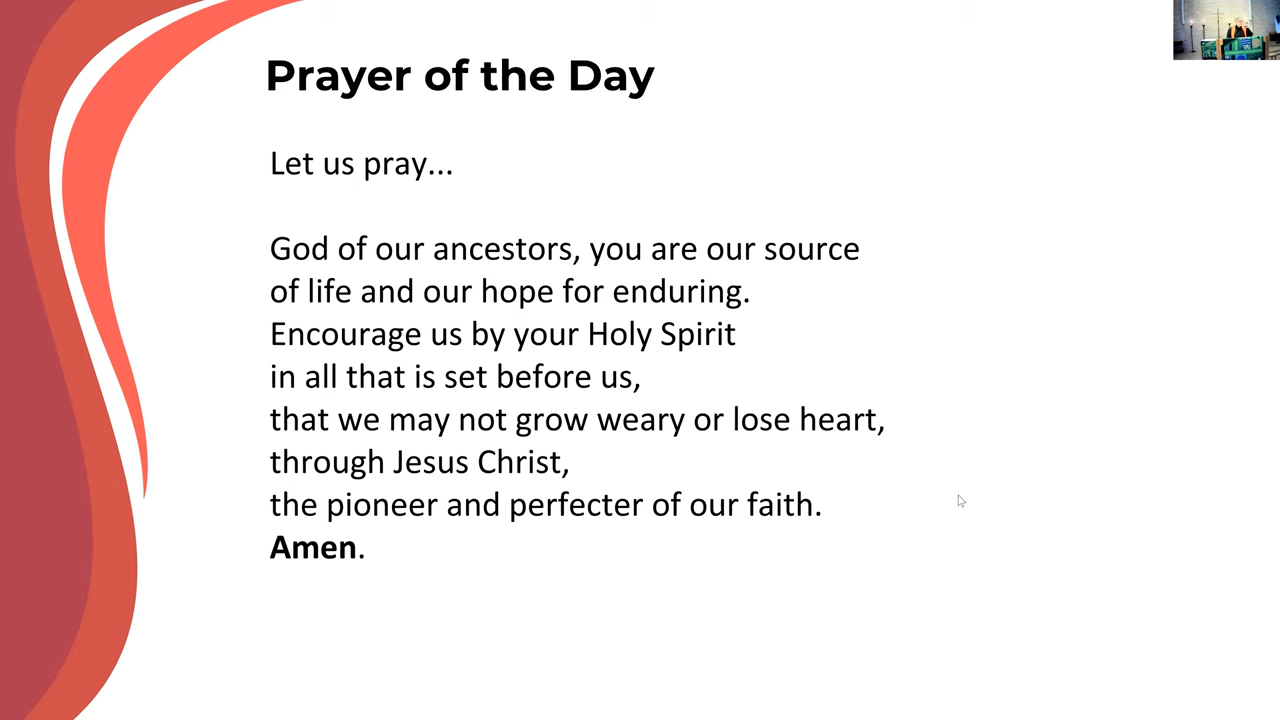 Prayer of the Day
Let us pray...
God of our ancestors, you are our source
of life and our hope for enduring.
Encourage us by your Holy Spirit
in all that is set before us,
that we may not grow weary or lose heart,
through Jesus Christ,
the pioneer and perfecter of our faith.
Amen.